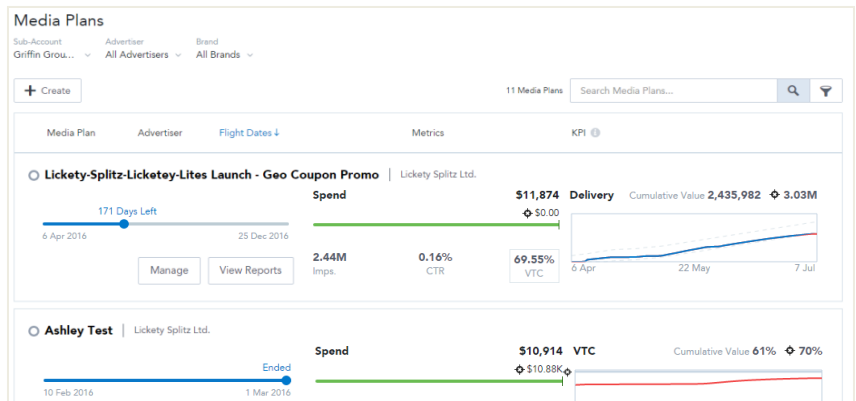 Media Plans
Sub-Account Advertiser Brand
Griffin Grou... All Advertisers All Brands
+ Create
11 Media Plans
Search Media Plans...
Media Plan Advertiser Flight Dates↓ Metrics KPI
Lickety-Splitz-Licketey-Lites Launch - Geo Coupon Promo | Lickety Splitz Ltd.
171 Days Left
6 Apr 2016 25 Dec 2016
Manage View Reports
Spend $11,874
$0.00
2.44M 0.16% 69.55%
Imps. CTR VTC
Delivery Cumulative Value 2,435,982 3.03M
6 Apr 22 May 7 Jul
Ashley Test | Lickety Splitz Ltd.
Ended
10 Feb 2016 1 Mar 2016
Spend $10,914
$10.88K
VTC Cumulative Value 61% 70%